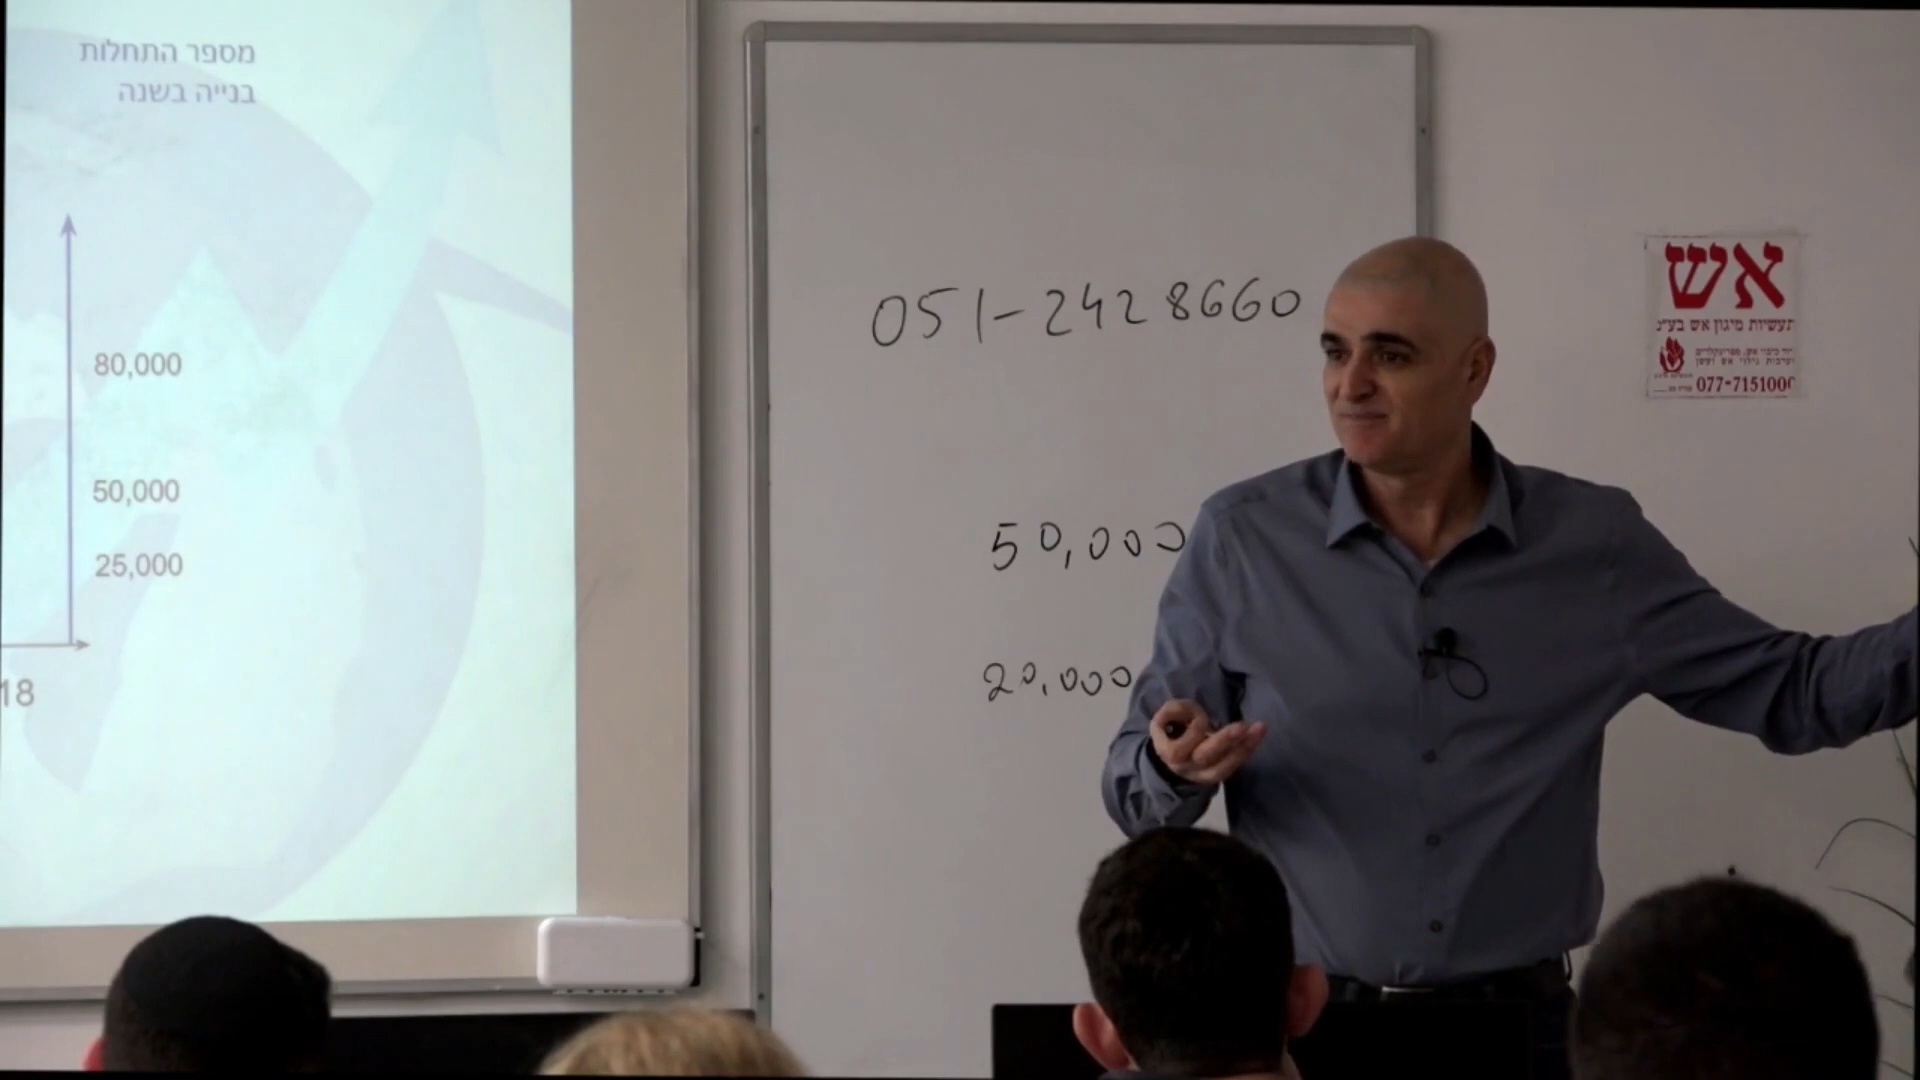 מספר התחלות
בנייה בשנה
80,000
50,000
25,000
18
051-2428660
50,000
20,000
אש
תעשיות מיגון אש בע"מ
077-7151000